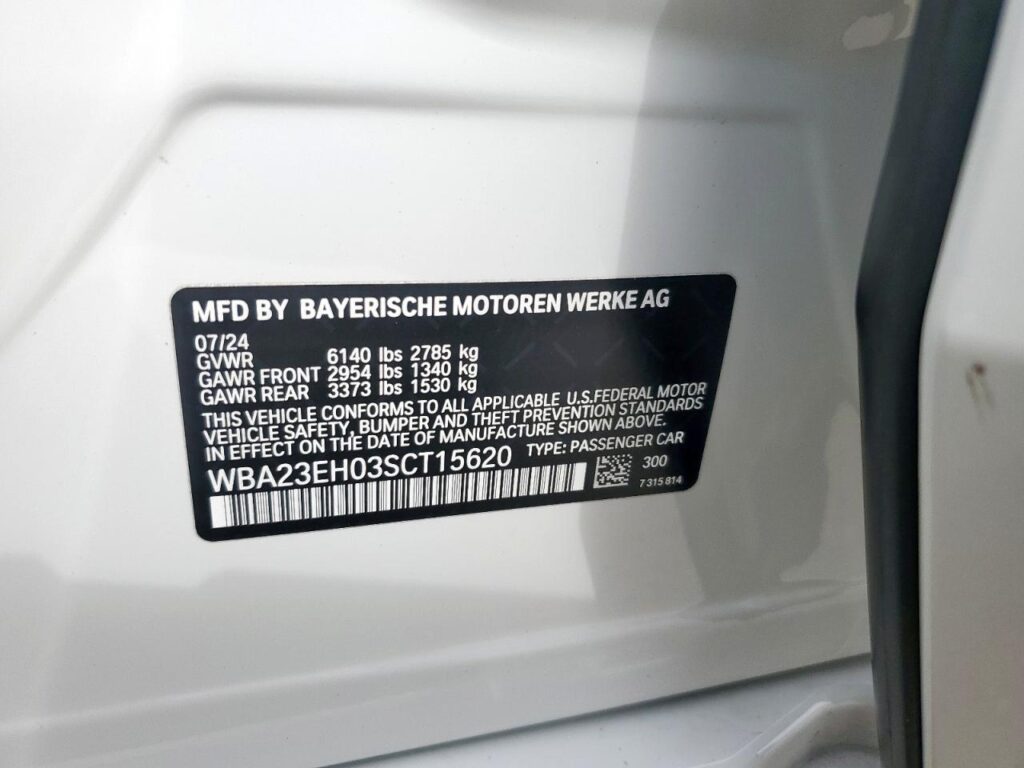 MFD BY BAYERISCHE MOTOREN WERKE AG
07/24
GVWR 6140 lbs 2785 kg
GAWR FRONT 2954 lbs 1340 kg
GAWR REAR 3373 lbs 1530 kg
THIS VEHICLE CONFORMS TO ALL APPLICABLE U.S.FEDERAL MOTOR
VEHICLE SAFETY, BUMPER AND THEFT PREVENTION STANDARDS
IN EFFECT ON THE DATE OF MANUFACTURE SHOWN ABOVE.
WBA23EH03SCT15620 TYPE: PASSENGER CAR
300
7 315 814